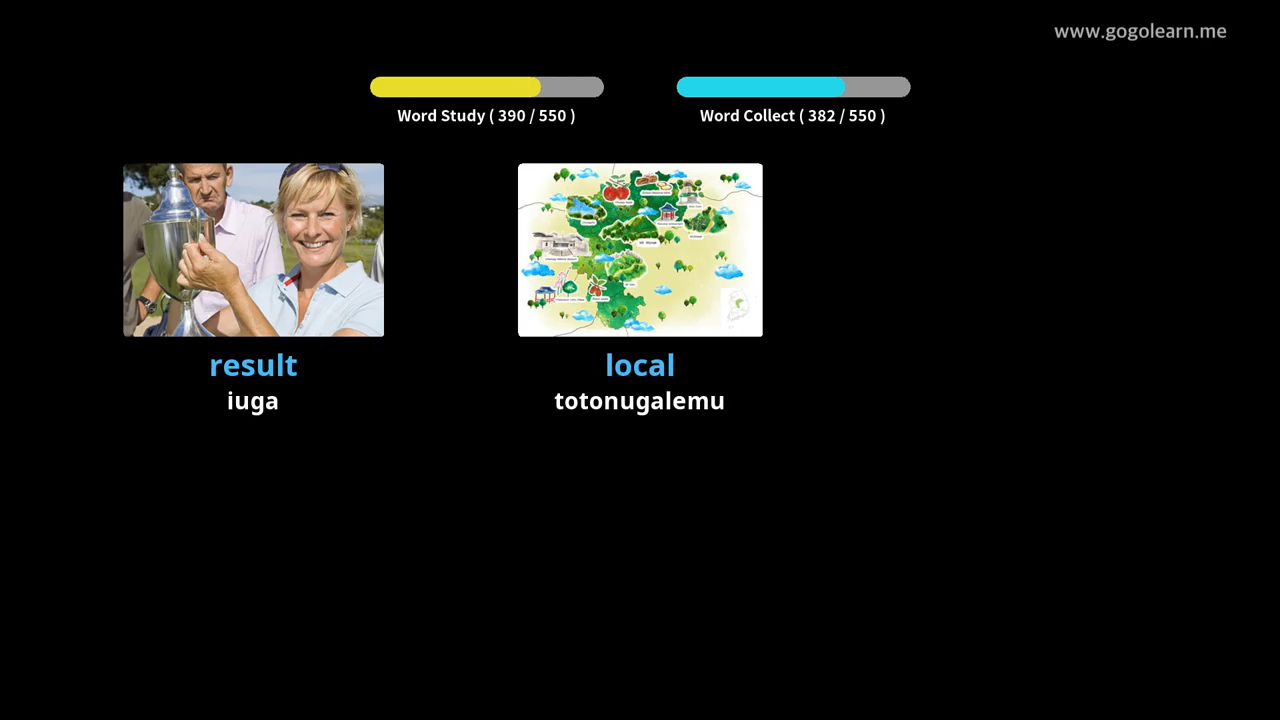 www.gogolearn.me
Word Study ( 390 / 550 )
Word Collect ( 382 / 550 )
result
iuga
local
totonugalemu